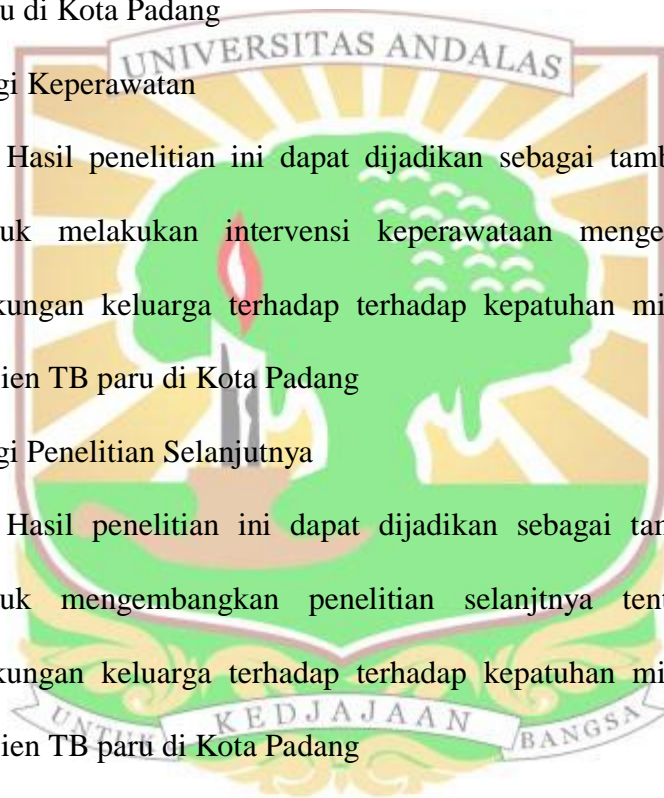 u di Kota Padang
UNIVERSITAS ANDALAS
gi Keperawatan
Hasil penelitian ini dapat dijadikan sebagai tamb
uk melakukan intervensi keperawataan menge
kungan keluarga terhadap terhadap kepatuhan mi
ien TB paru di Kota Padang
gi Penelitian Selanjutnya
Hasil penelitian ini dapat dijadikan sebagai tar
uk mengembangkan penelitian selanjtnya ten
kungan keluarga terhadap terhadap kepatuhan mi
UNTUK KEDJAJAAN BANGSA
ien TB paru di Kota Padang